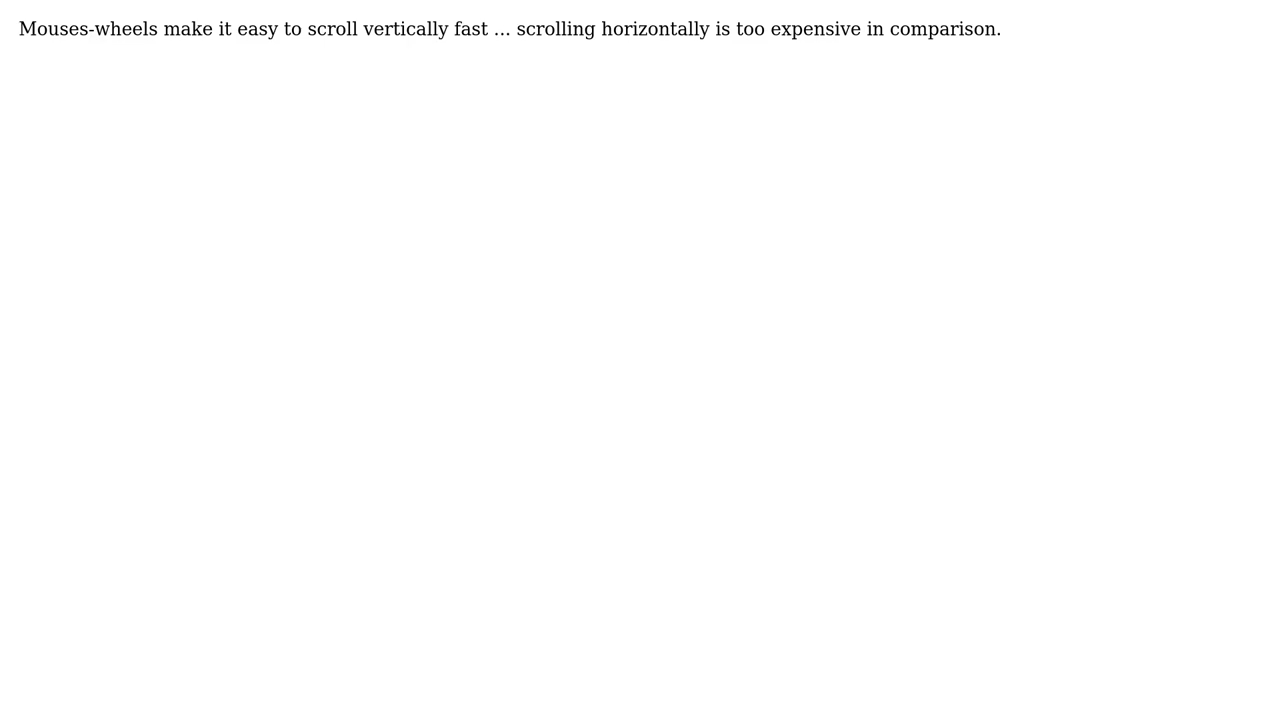 Mouses-wheels make it easy to scroll vertically fast ... scrolling horizontally is too expensive in comparison.